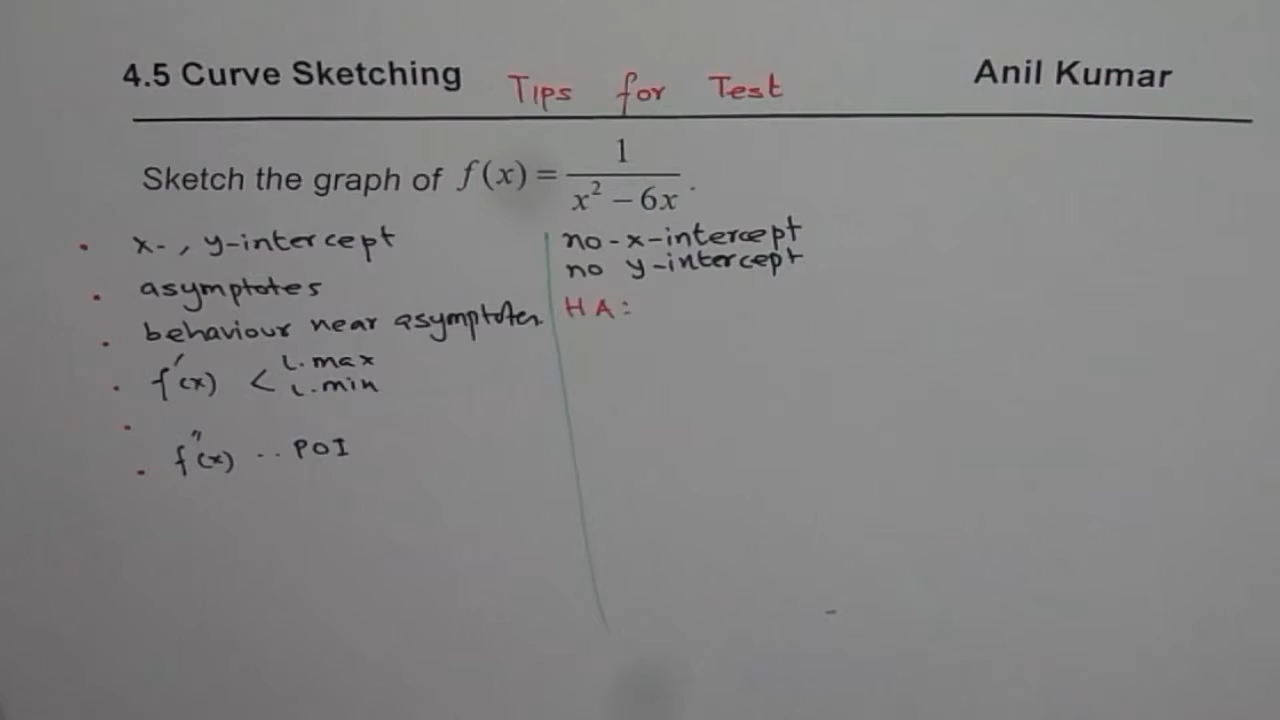 4.5 Curve Sketching Tips for Test Anil Kumar
Sketch the graph of f(x) = 1 / (x² − 6x).
• x- , y-intercept
• asymptotes
• behaviour near asymptotes
• f'(x) < l. max
l. min
•
• f''(x) .. POI
no - x-intercept
no y-intercept
HA: